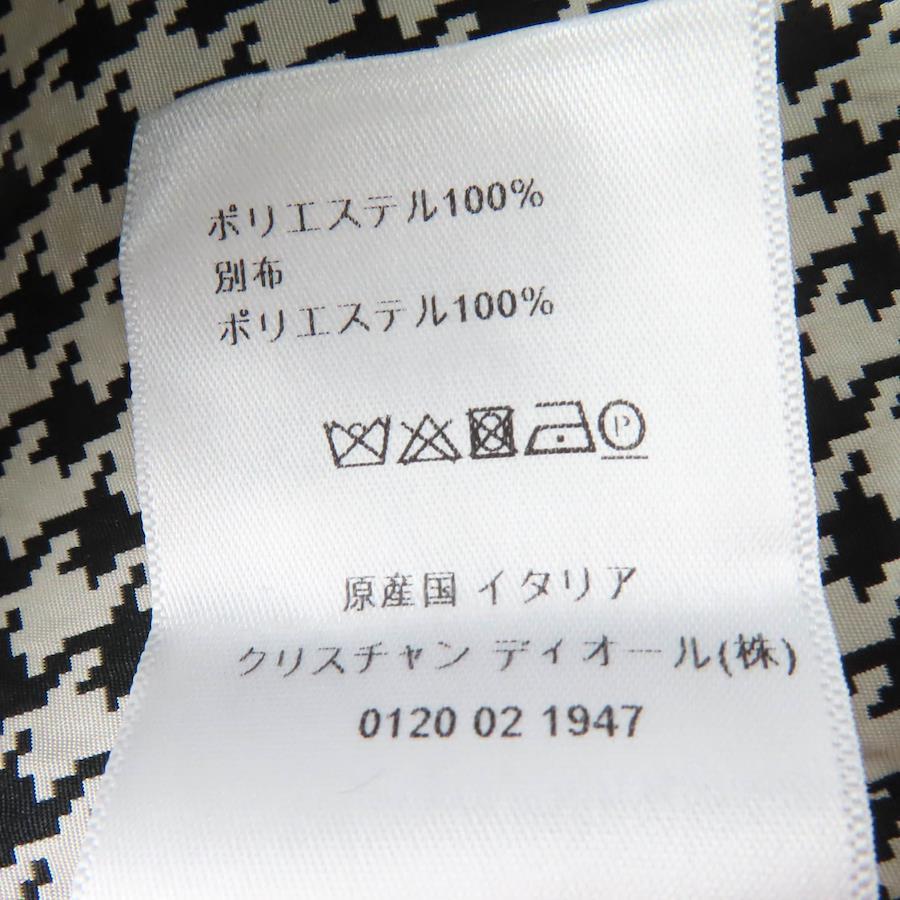 ポリエステル100%
別布
ポリエステル100%
P
原産国 イタリア
クリスチャン ディオール(株)
0120 02 1947